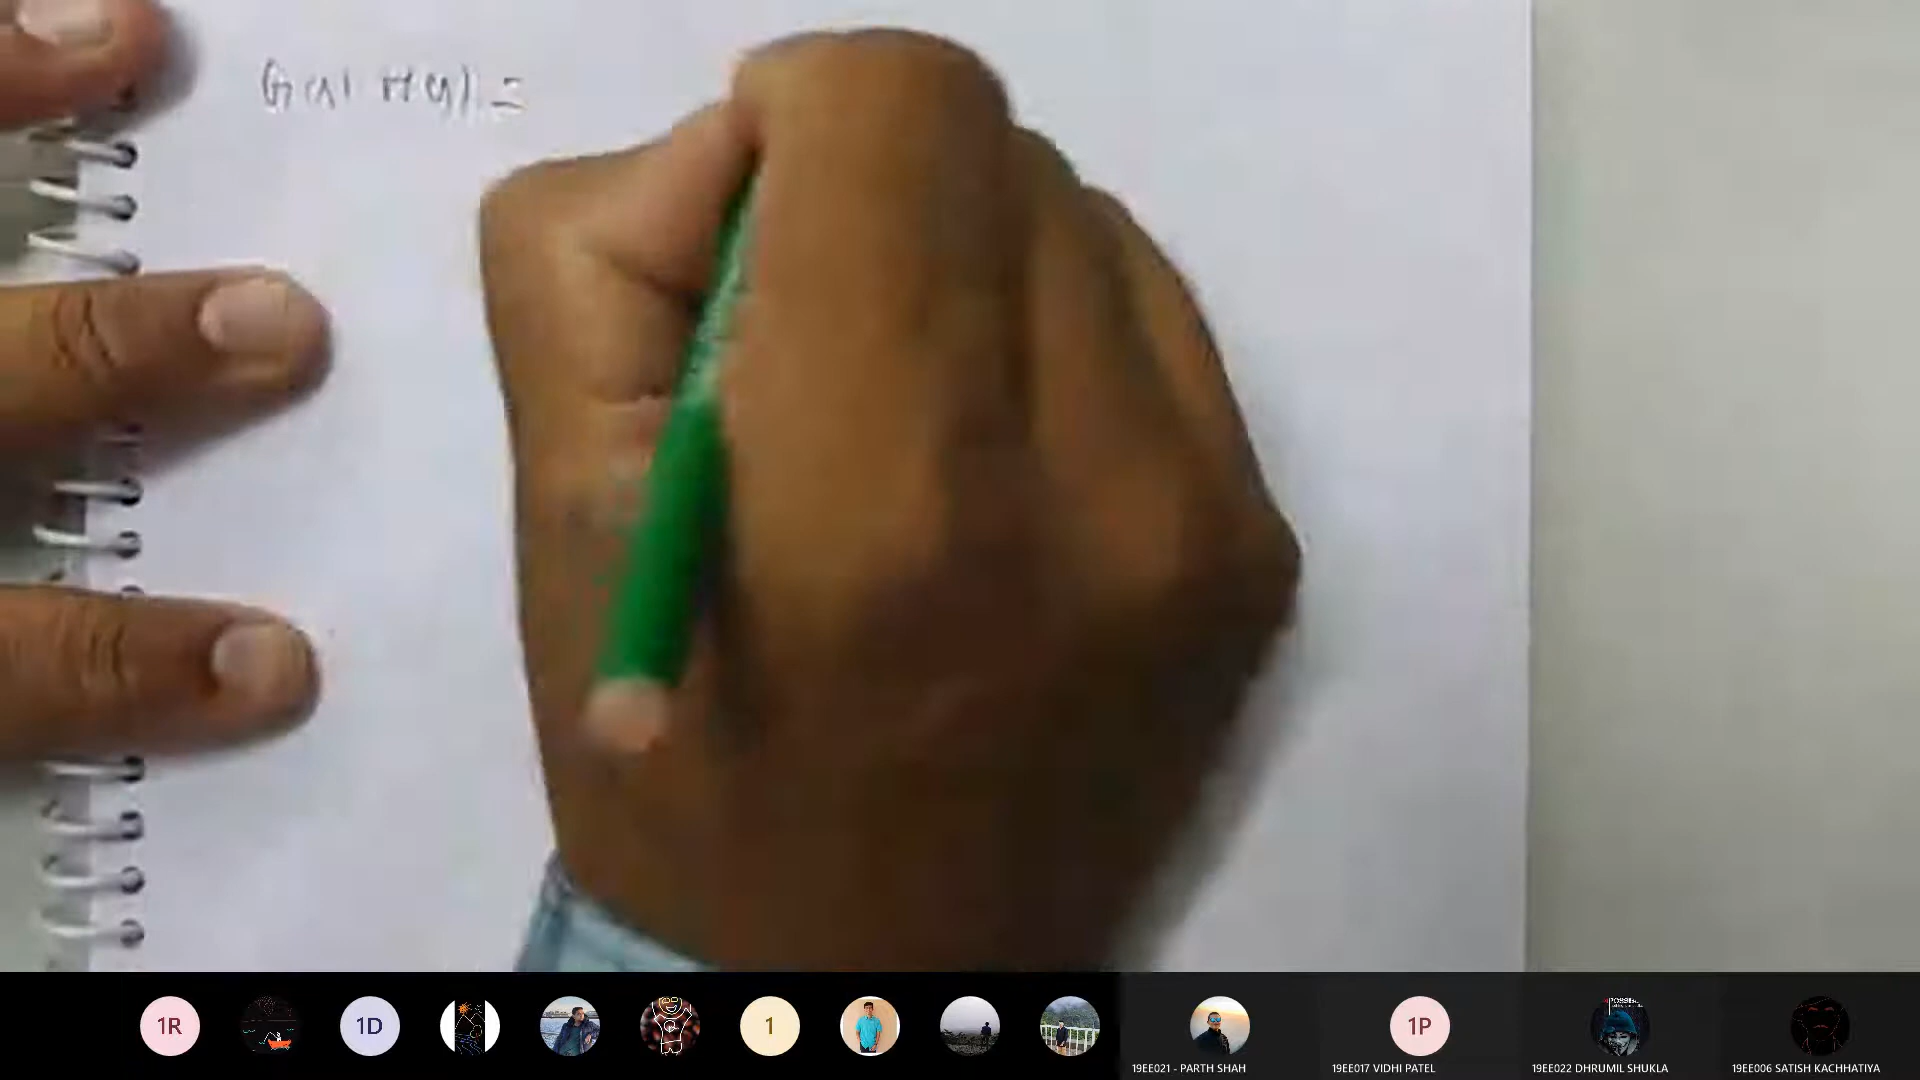 G(s) H(s) =
1R 1D 1 1P
19EE021 - PARTH SHAH 19EE017 VIDHI PATEL 19EE022 DHRUMIL SHUKLA 19EE006 SATISH KACHHATIYA